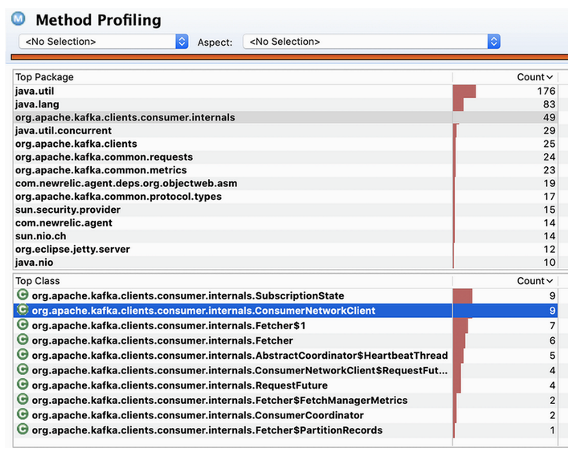 M Method Profiling
<No Selection> Aspect: <No Selection>
Top Package Count
java.util 176
java.lang 83
org.apache.kafka.clients.consumer.internals 49
java.util.concurrent 29
org.apache.kafka.clients 25
org.apache.kafka.common.requests 24
org.apache.kafka.common.metrics 23
com.newrelic.agent.deps.org.objectweb.asm 19
org.apache.kafka.common.protocol.types 17
sun.security.provider 15
com.newrelic.agent 14
sun.nio.ch 14
org.eclipse.jetty.server 12
java.nio 10
Top Class Count
C org.apache.kafka.clients.consumer.internals.SubscriptionState 9
C org.apache.kafka.clients.consumer.internals.ConsumerNetworkClient 9
C org.apache.kafka.clients.consumer.internals.Fetcher$1 7
C org.apache.kafka.clients.consumer.internals.Fetcher 6
C org.apache.kafka.clients.consumer.internals.AbstractCoordinator$HeartbeatThread 5
C org.apache.kafka.clients.consumer.internals.ConsumerNetworkClient$RequestFut... 4
C org.apache.kafka.clients.consumer.internals.RequestFuture 4
C org.apache.kafka.clients.consumer.internals.Fetcher$FetchManagerMetrics 2
C org.apache.kafka.clients.consumer.internals.ConsumerCoordinator 2
C org.apache.kafka.clients.consumer.internals.Fetcher$PartitionRecords 1